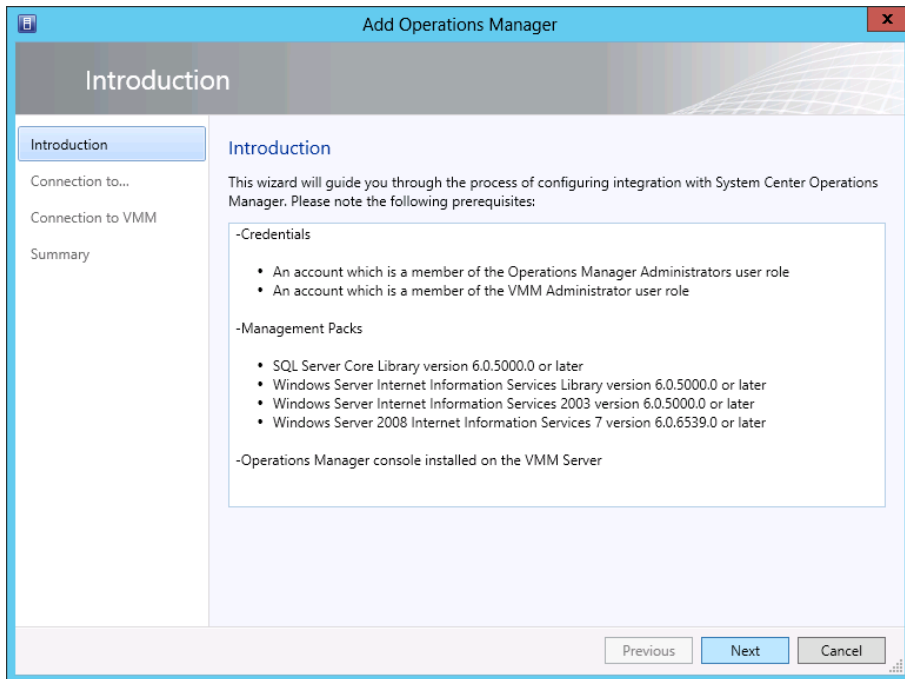 Add Operations Manager
x
Introduction
Introduction
Connection to...
Connection to VMM
Summary
Introduction
This wizard will guide you through the process of configuring integration with System Center Operations
Manager. Please note the following prerequisites:
-Credentials
• An account which is a member of the Operations Manager Administrators user role
• An account which is a member of the VMM Administrator user role
-Management Packs
• SQL Server Core Library version 6.0.5000.0 or later
• Windows Server Internet Information Services Library version 6.0.5000.0 or later
• Windows Server Internet Information Services 2003 version 6.0.5000.0 or later
• Windows Server 2008 Internet Information Services 7 version 6.0.6539.0 or later
-Operations Manager console installed on the VMM Server
Previous
Next
Cancel